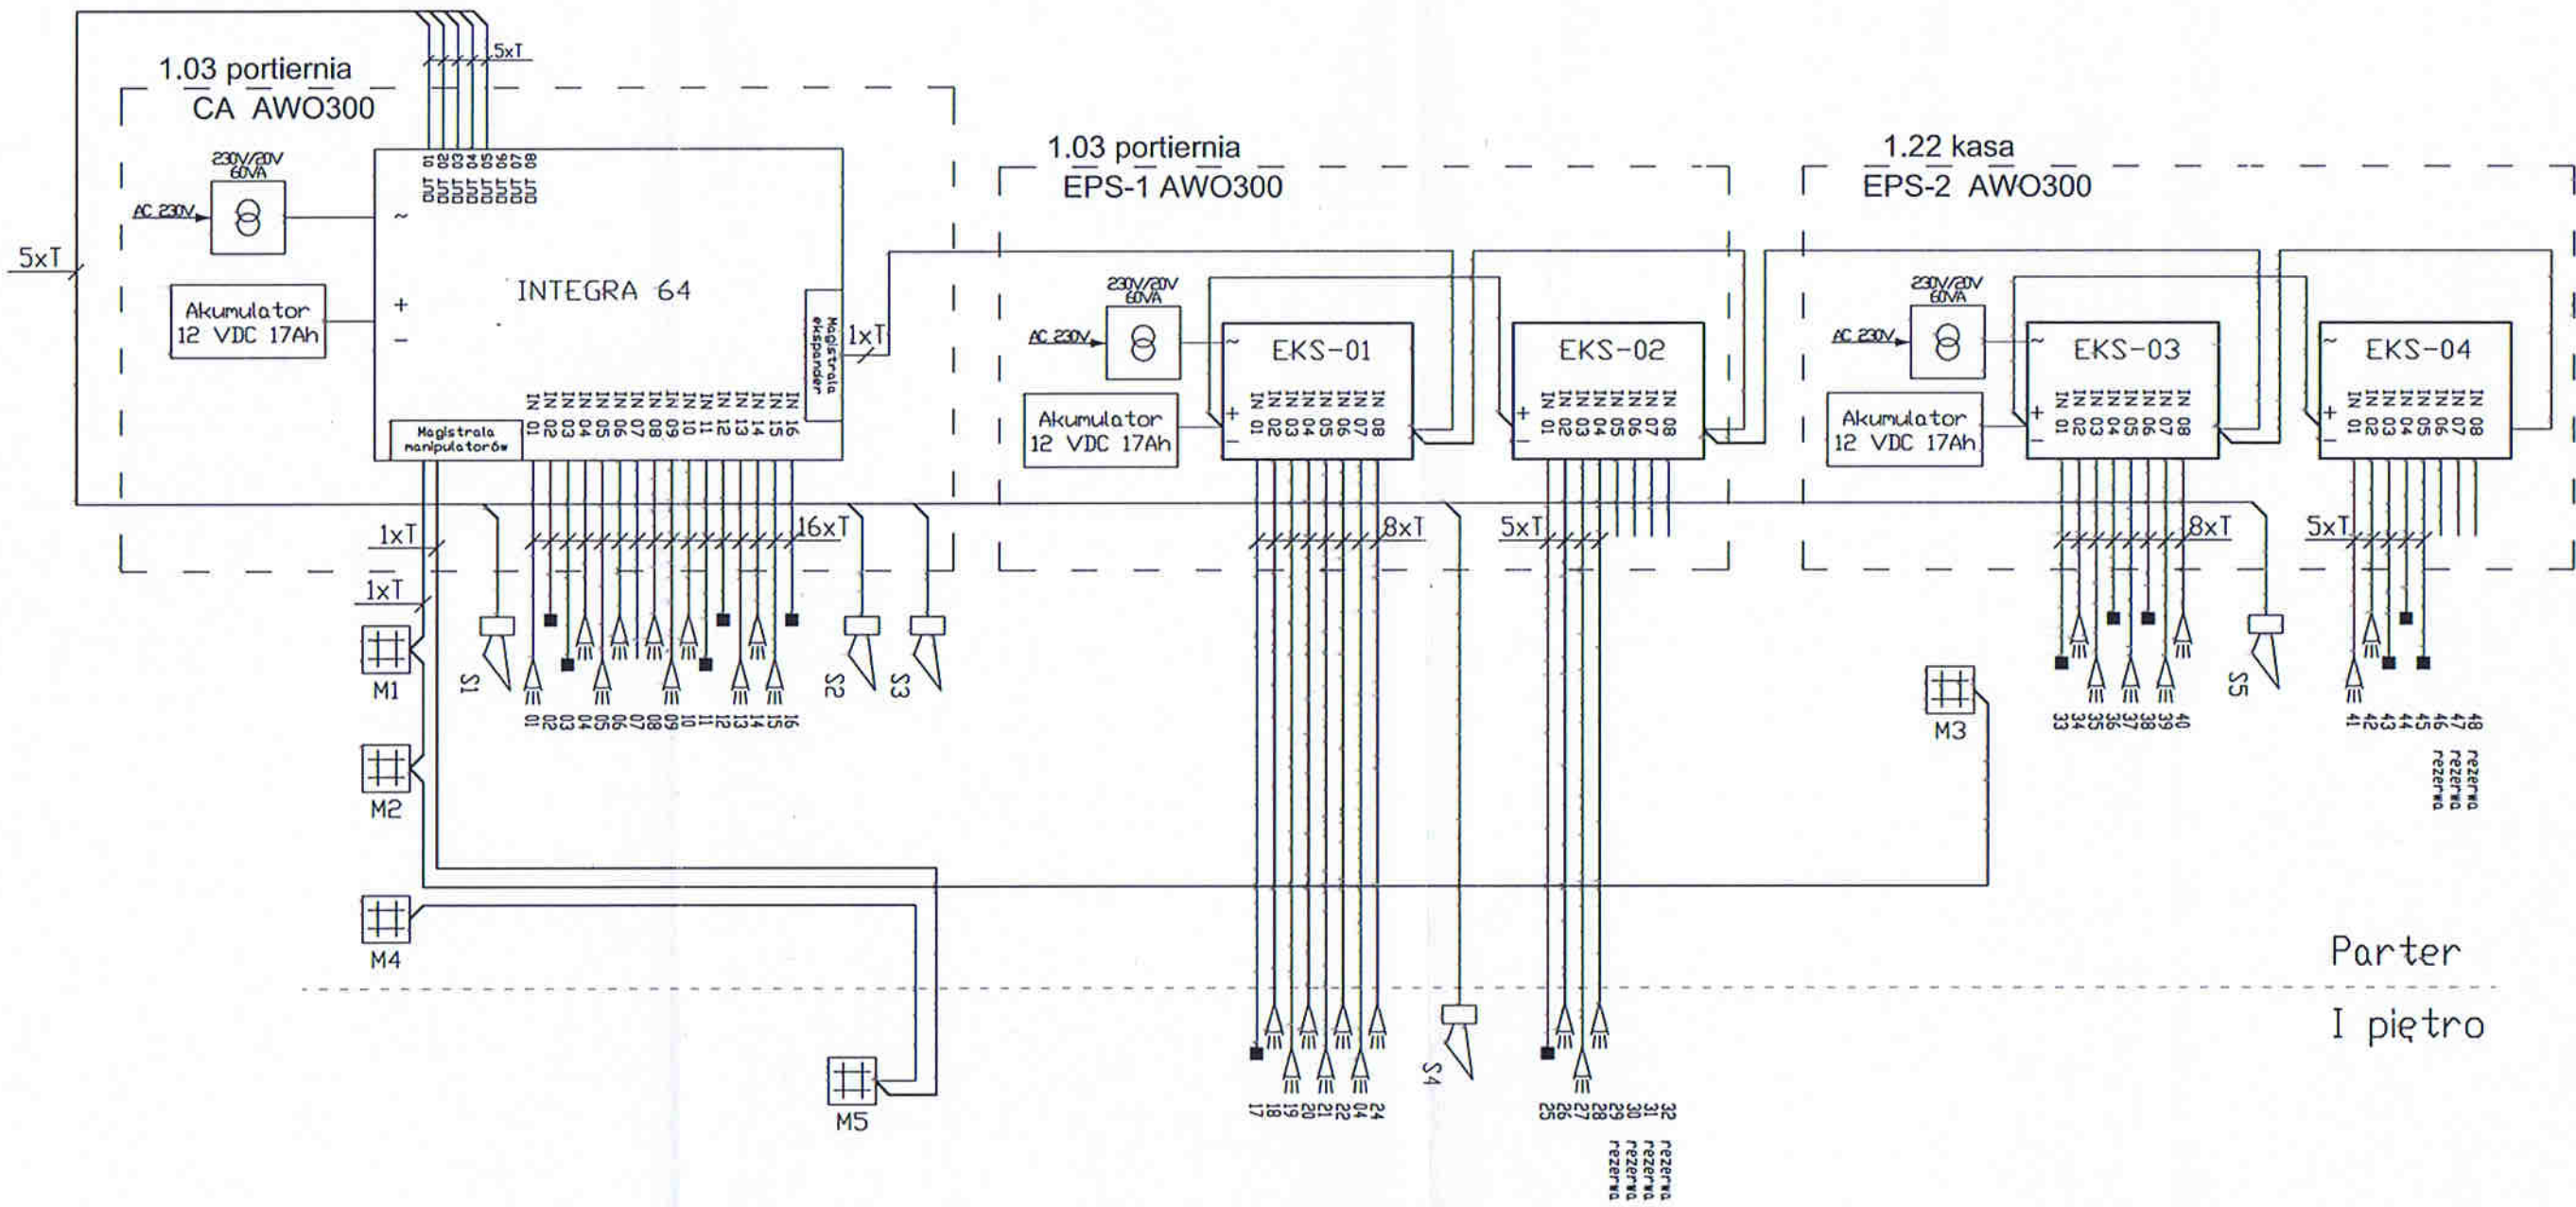 5xT
1.03 portiernia
CA AWO300
OUT 01
OUT 02
OUT 03
OUT 04
OUT 05
OUT 06
OUT 07
OUT 08
230V/20V
60VA
AC 230V
~
5xT
Akumulator
12 VDC 17Ah
+
-
INTEGRA 64
Magistrala
ekspander
1xT
Magistrala
manipulatorów
IN 01
IN 02
IN 03
IN 04
IN 05
IN 06
IN 07
IN 08
IN 09
IN 10
IN 11
IN 12
IN 13
IN 14
IN 15
IN 16
16xT
1xT
1xT
M1
M2
M4
M5
S1
01
02
03
04
05
06
07
08
09
10
11
12
13
14
15
16
S2
S3
1.03 portiernia
EPS-1 AWO300
230V/20V
60VA
AC 230V
Akumulator
12 VDC 17Ah
~
+
-
EKS-01
IN 01
IN 02
IN 03
IN 04
IN 05
IN 06
IN 07
IN 08
8xT
17
18
19
20
21
22
04
24
S4
~
+
-
EKS-02
IN 01
IN 02
IN 03
IN 04
IN 05
IN 06
IN 07
IN 08
5xT
25
26
27
28
29 rezerwa
30 rezerwa
31 rezerwa
32 rezerwa
1.22 kasa
EPS-2 AWO300
230V/20V
60VA
AC 230V
Akumulator
12 VDC 17Ah
~
+
-
EKS-03
IN 01
IN 02
IN 03
IN 04
IN 05
IN 06
IN 07
IN 08
8xT
M3
33
34
35
36
37
38
39
40
S5
~
+
-
EKS-04
IN 01
IN 02
IN 03
IN 04
IN 05
IN 06
IN 07
IN 08
5xT
41
42
43
44
45
46 rezerwa
47 rezerwa
48 rezerwa
Parter
I piętro